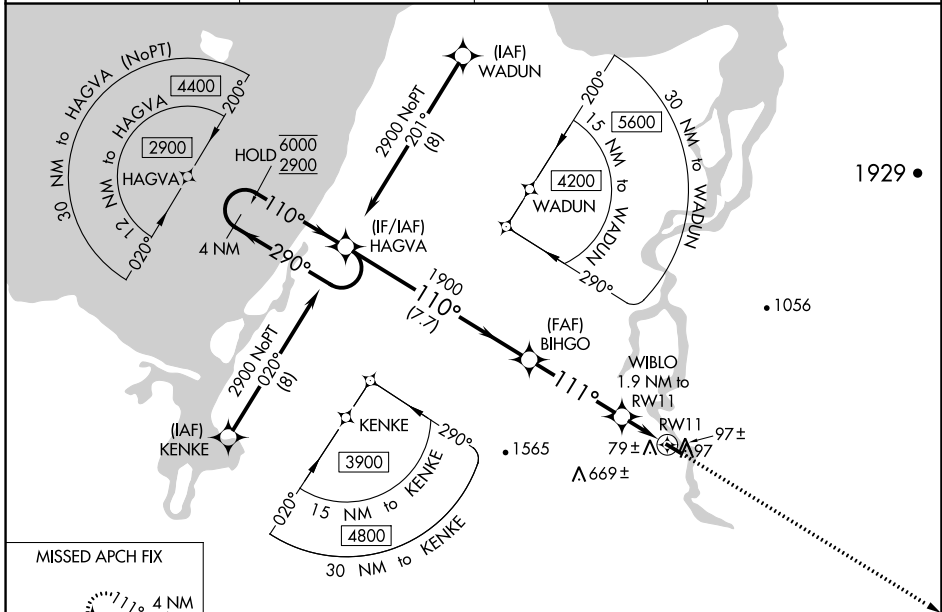 30 NM to HAGVA (NoPT)
4400
200°
12 NM to HAGVA
2900
HAGVA
020°
HOLD
6000
2900
4 NM
110°
290°
(IAF)
WADUN
2900 NoPT
201°
(8)
(IF/IAF)
HAGVA
200°
30 NM to WADUN
5600
15 NM to WADUN
4200
WADUN
290°
1929
1900
110°
(7.7)
1056
(FAF)
BIHGO
111°
WIBLO
1.9 NM to
RW11
RW11
97±
79±
97
2900 NoPT
020°
(8)
(IAF)
KENKE
KENKE
290°
3900
020°
15 NM to KENKE
4800
30 NM to KENKE
1565
669±
MISSED APCH FIX
111°
4 NM